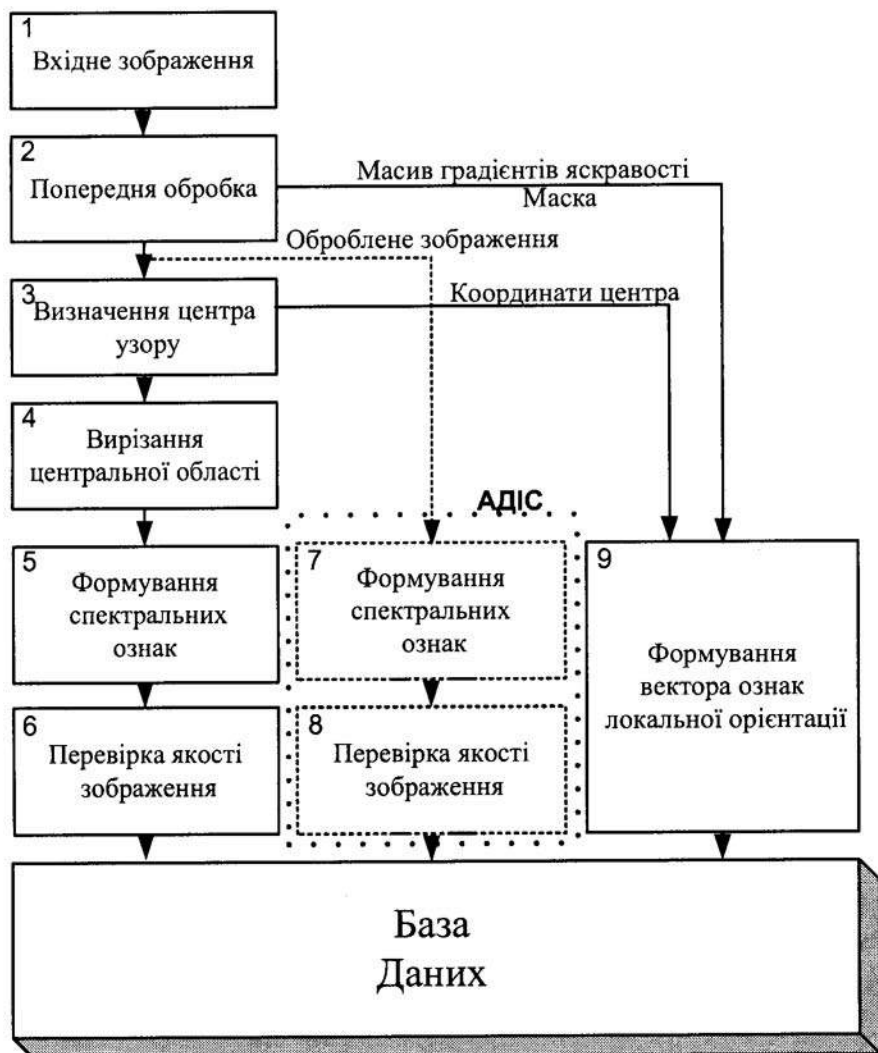 1
Вхідне зображення
2
Попередня обробка
Масив градієнтів яскравості
Маска
Оброблене зображення
3
Визначення центра
узору
Координати центра
4
Вирізання
центральної області
АДІС
5
Формування
спектральних
ознак
7
Формування
спектральних
ознак
9
Формування
вектора ознак
локальної орієнтації
6
Перевірка якості
зображення
8
Перевірка якості
зображення
База
Даних